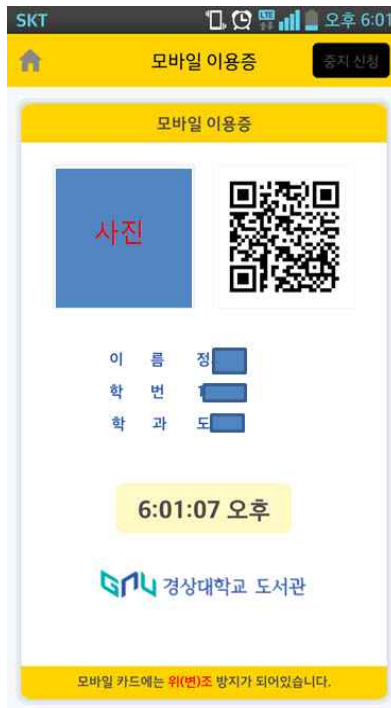 SKT LTE 오후 6:01
모바일 이용증 중지 신청
모바일 이용증
사진
이 름 정
학 번 1
학 과 도
6:01:07 오후
GNU 경상대학교 도서관
모바일 카드에는 위(변)조 방지가 되어있습니다.